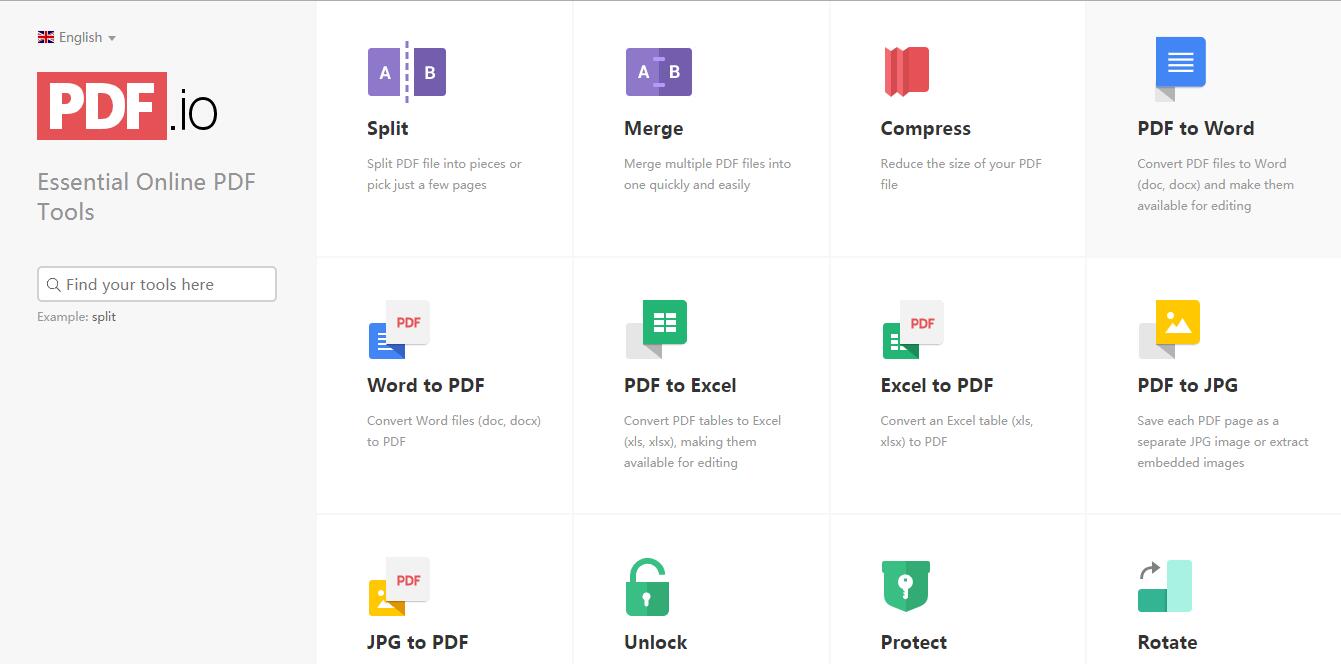 English
PDF.io
Essential Online PDF
Tools
Find your tools here
Example: split
A B
Split
Split PDF file into pieces or
pick just a few pages
A B
Merge
Merge multiple PDF files into
one quickly and easily
Compress
Reduce the size of your PDF
file
PDF to Word
Convert PDF files to Word
(doc, docx) and make them
available for editing
PDF
Word to PDF
Convert Word files (doc, docx)
to PDF
PDF to Excel
Convert PDF tables to Excel
(xls, xlsx), making them
available for editing
PDF
Excel to PDF
Convert an Excel table (xls,
xlsx) to PDF
PDF to JPG
Save each PDF page as a
separate JPG image or extract
embedded images
PDF
JPG to PDF
Unlock
Protect
Rotate